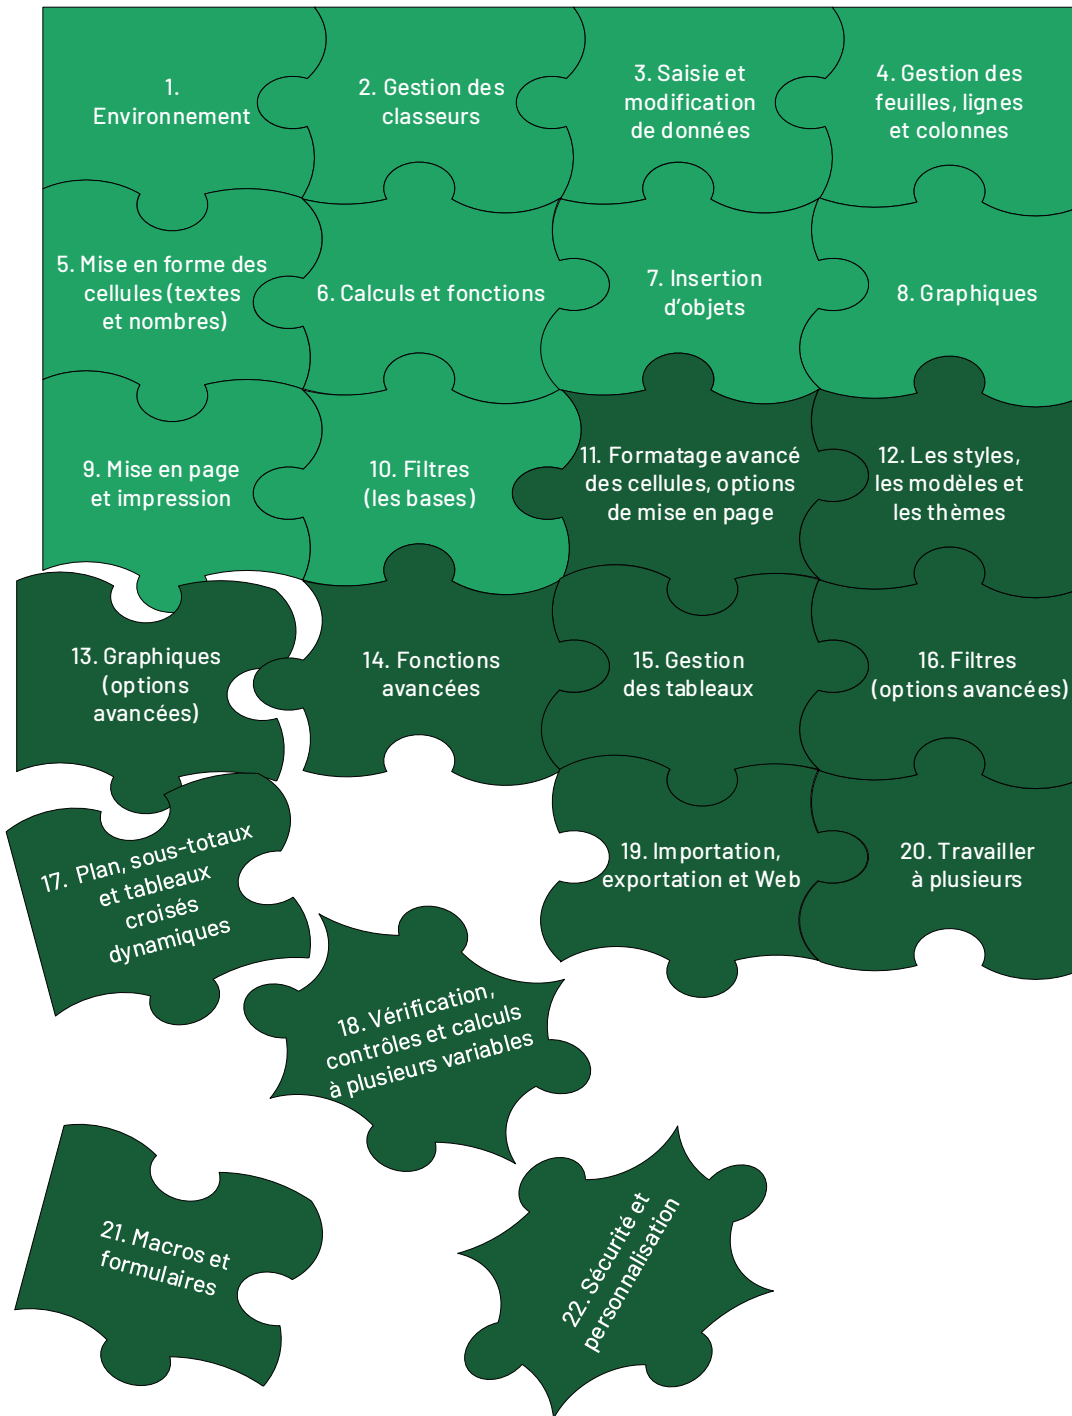 1.
Environnement
2. Gestion des
classeurs
3. Saisie et
modification
de données
4. Gestion des
feuilles, lignes
et colonnes
5. Mise en forme des
cellules (textes
et nombres)
6. Calculs et fonctions
7. Insertion
d’objets
8. Graphiques
9. Mise en page
et impression
10. Filtres
(les bases)
11. Formatage avancé
des cellules, options
de mise en page
12. Les styles,
les modèles et
les thèmes
13. Graphiques
(options
avancées)
14. Fonctions
avancées
15. Gestion
des tableaux
16. Filtres
(options avancées)
17. Plan, sous-totaux
et tableaux
croisés
dynamiques
18. Vérification,
contrôles et calculs
à plusieurs variables
19. Importation,
exportation et Web
20. Travailler
à plusieurs
21. Macros et
formulaires
22. Sécurité et
personnalisation